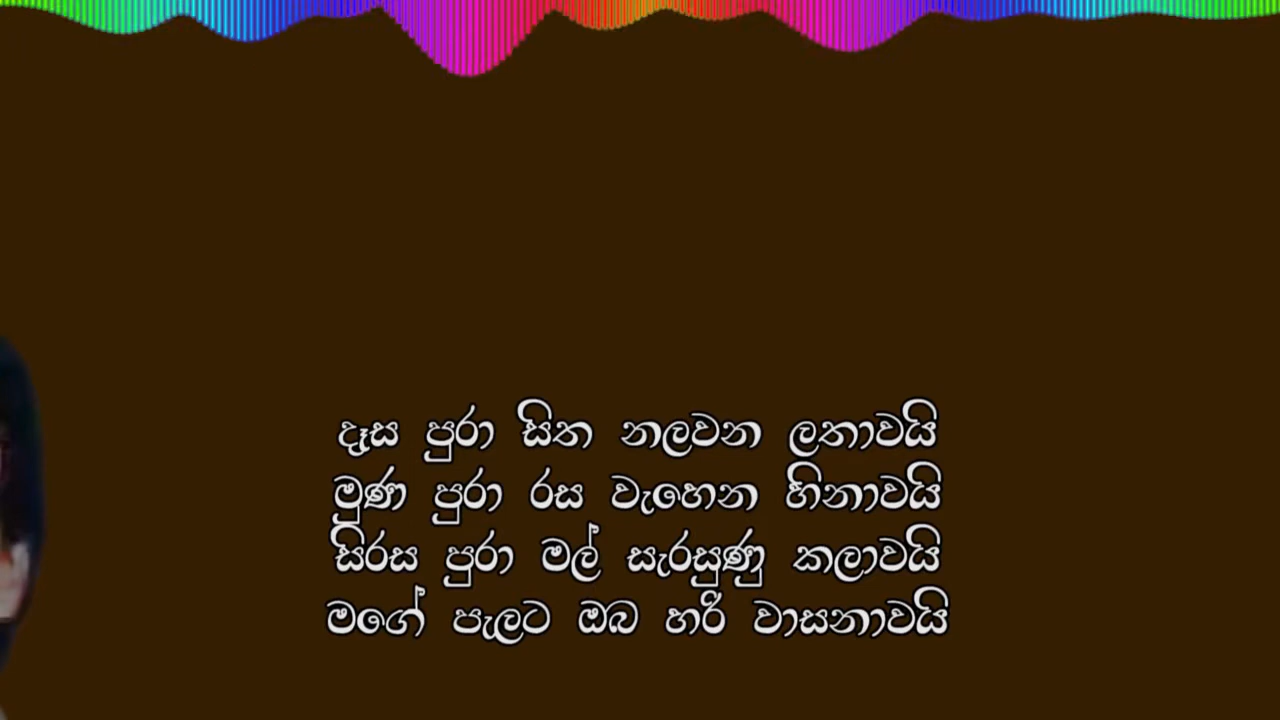 දෑස පුරා සිත නලවන ලතාවයි
මුණ පුරා රස වැහෙන හිනාවයි
සිරස පුරා මල් සැරසුණු කලාවයි
මගේ පැලට ඔබ හරි වාසනාවයි